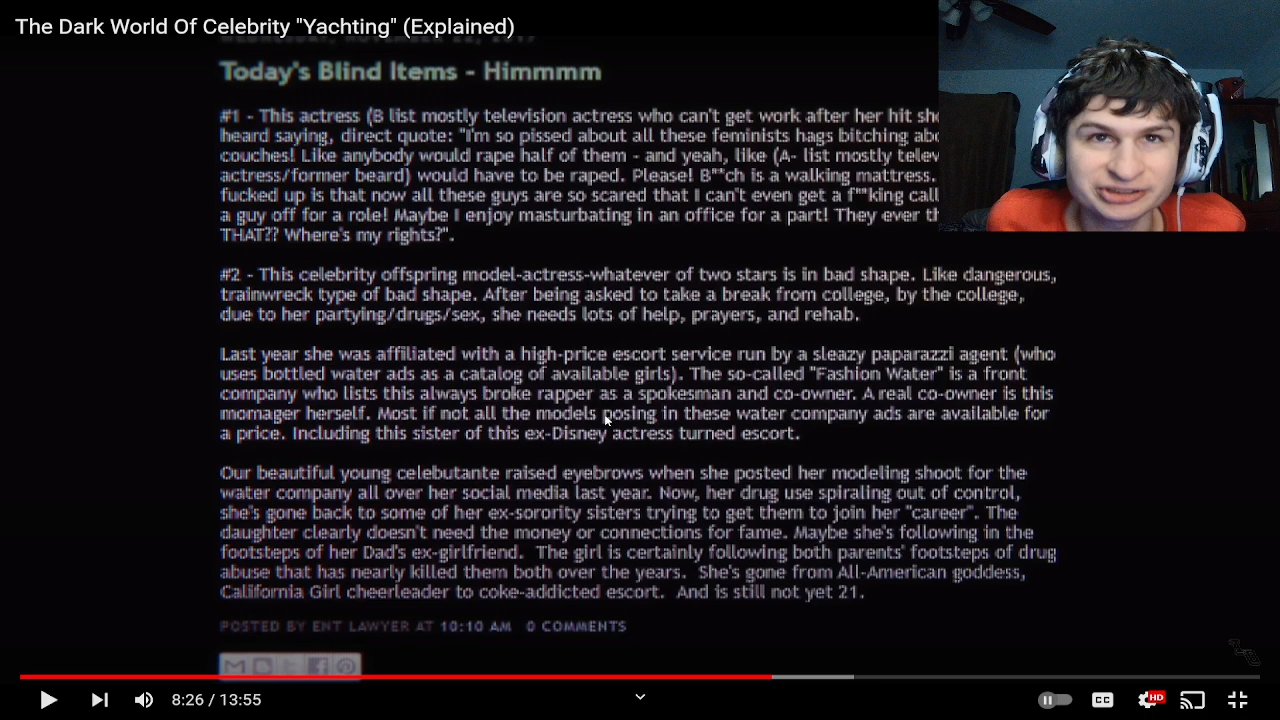 The Dark World Of Celebrity "Yachting" (Explained)
Today's Blind Items - Himmmm
#1 - This actress (B list mostly television actress who can't get work after her hit sho
heard saying, direct quote: "I'm so pissed about all these feminists hags bitching abo
couches! Like anybody would rape half of them - and yeah, like (A- list mostly telev
actress/former beard) would have to be raped. Please! B**ch is a walking mattress.
fucked up is that now all these guys are so scared that I can't even get a f**king call
a guy off for a role! Maybe I enjoy masturbating in an office for a part! They ever th
THAT?? Where's my rights?".
#2 - This celebrity offspring model-actress-whatever of two stars is in bad shape. Like dangerous,
trainwreck type of bad shape. After being asked to take a break from college, by the college,
due to her partying/drugs/sex, she needs lots of help, prayers, and rehab.
Last year she was affiliated with a high-price escort service run by a sleazy paparazzi agent (who
uses bottled water ads as a catalog of available girls). The so-called "Fashion Water" is a front
company who lists this always broke rapper as a spokesman and co-owner. A real co-owner is this
momager herself. Most if not all the models posing in these water company ads are available for
a price. Including this sister of this ex-Disney actress turned escort.
Our beautiful young celebutante raised eyebrows when she posted her modeling shoot for the
water company all over her social media last year. Now, her drug use spiraling out of control,
she's gone back to some of her ex-sorority sisters trying to get them to join her "career". The
daughter clearly doesn't need the money or connections for fame. Maybe she's following in the
footsteps of her Dad's ex-girlfriend. The girl is certainly following both parents' footsteps of drug
abuse that has nearly killed them both over the years. She's gone from All-American goddess,
California Girl cheerleader to coke-addicted escort. And is still not yet 21.
POSTED BY ENT LAWYER AT 10:10 AM 0 COMMENTS
8:26 / 13:55
CC
HD